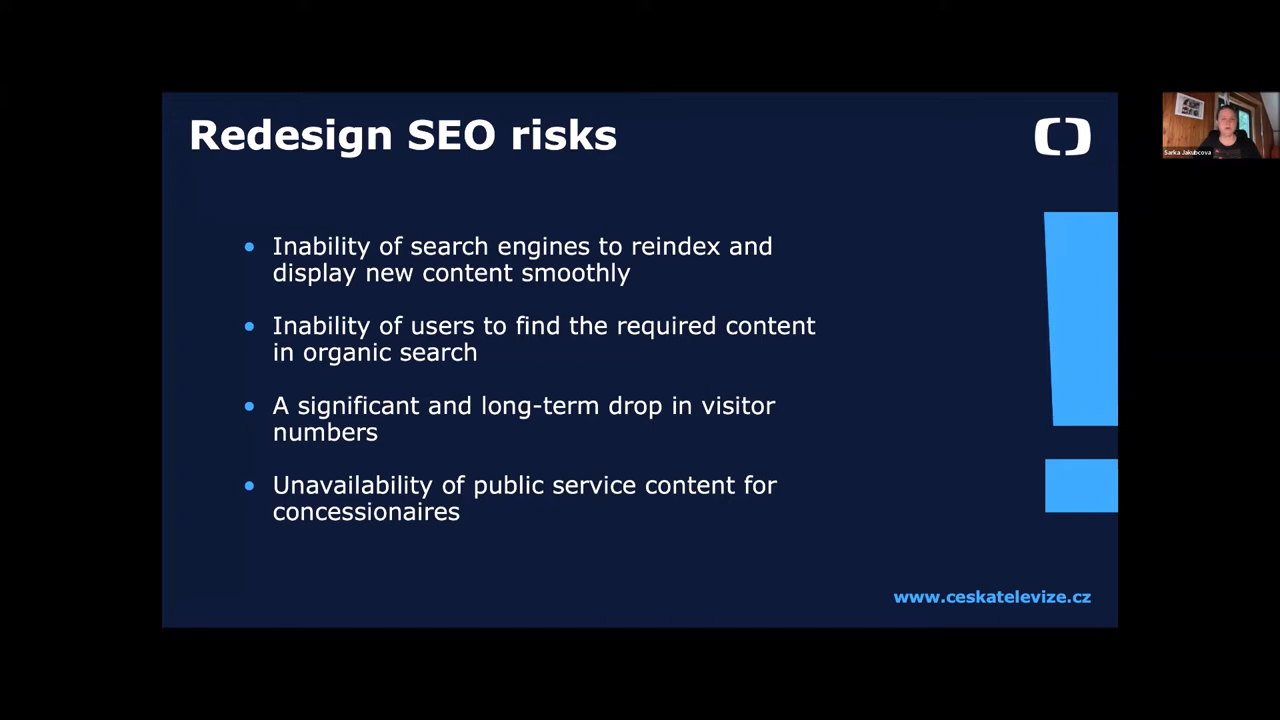 Redesign SEO risks
Sarka Jakubcova
• Inability of search engines to reindex and
display new content smoothly
• Inability of users to find the required content
in organic search
• A significant and long-term drop in visitor
numbers
• Unavailability of public service content for
concessionaires
www.ceskatelevize.cz